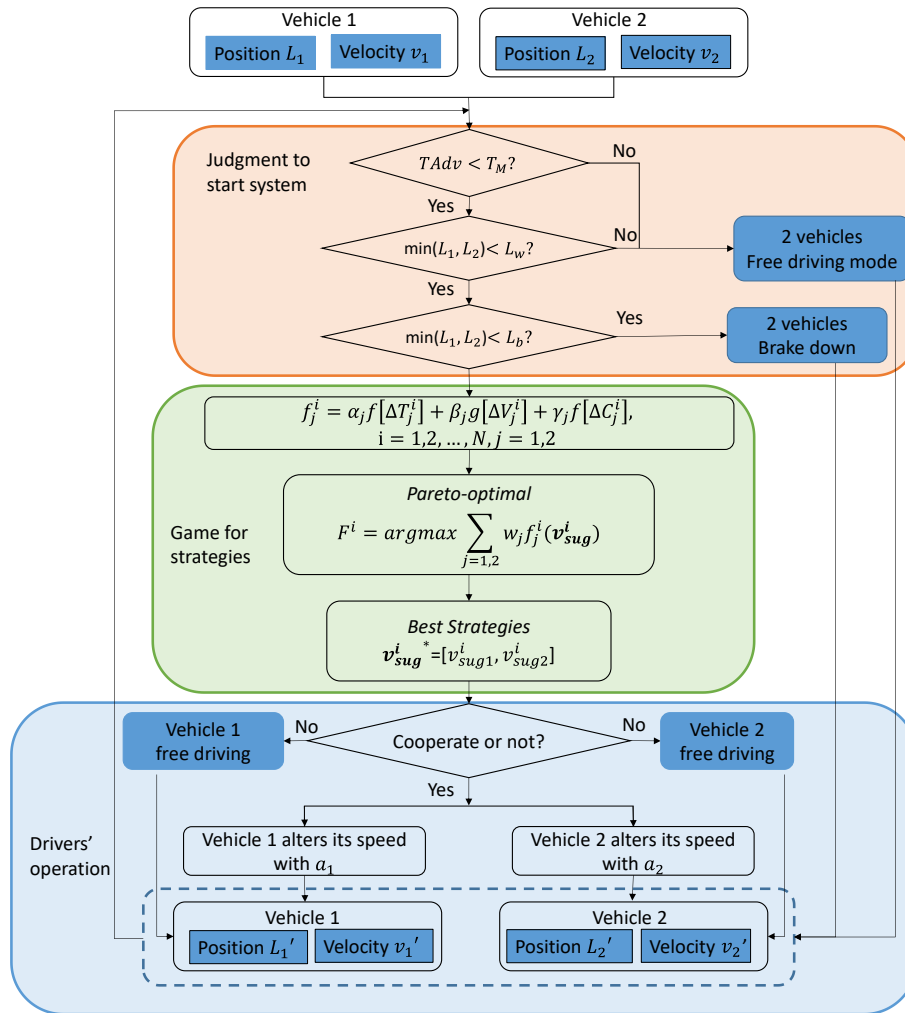 Vehicle 1
Position L₁ Velocity v₁
Vehicle 2
Position L₂ Velocity v₂
Judgment to
start system
TAdv < T_M?
No
Yes
min(L₁, L₂)< L_w?
No
2 vehicles
Free driving mode
Yes
min(L₁, L₂)< L_b?
Yes
2 vehicles
Brake down
f_j^i = α_j f[ΔT_j^i] + β_j g[ΔV_j^i] + γ_j f[ΔC_j^i],
i = 1,2, … , N, j = 1,2
Game for
strategies
Pareto-optimal
F^i = argmax ∑_{j=1,2} w_j f_j^i(v_sug^i)
Best Strategies
v_sug^i*=[v_sug1^i, v_sug2^i]
Drivers'
operation
Vehicle 1
free driving
No
Cooperate or not?
No
Vehicle 2
free driving
Yes
Vehicle 1 alters its speed
with a₁
Vehicle 2 alters its speed
with a₂
Vehicle 1
Position L₁′ Velocity v₁′
Vehicle 2
Position L₂′ Velocity v₂′